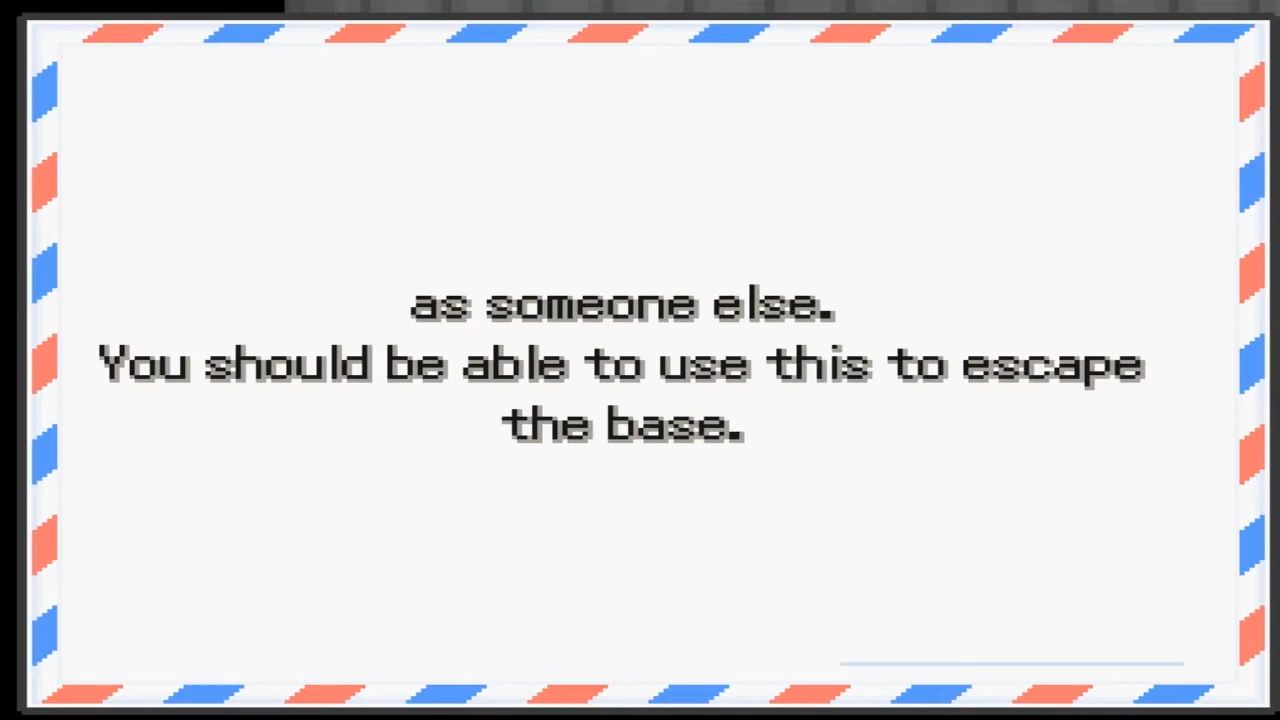 as someone else.
You should be able to use this to escape
the base.